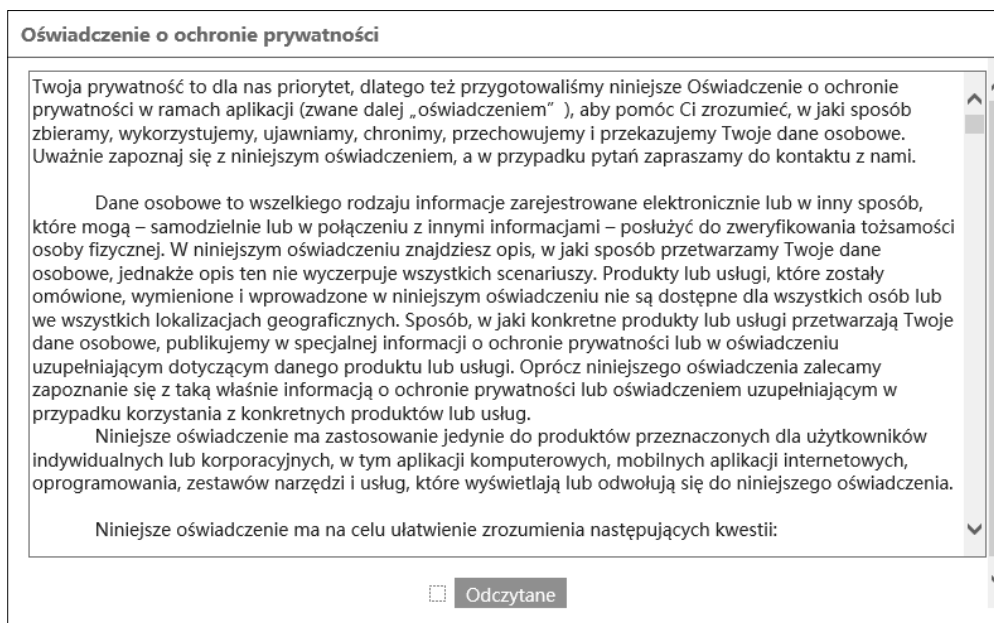 Oświadczenie o ochronie prywatności
Twoja prywatność to dla nas priorytet, dlatego też przygotowaliśmy niniejsze Oświadczenie o ochronie
prywatności w ramach aplikacji (zwane dalej „oświadczeniem” ), aby pomóc Ci zrozumieć, w jaki sposób
zbieramy, wykorzystujemy, ujawniamy, chronimy, przechowujemy i przekazujemy Twoje dane osobowe.
Uważnie zapoznaj się z niniejszym oświadczeniem, a w przypadku pytań zapraszamy do kontaktu z nami.
Dane osobowe to wszelkiego rodzaju informacje zarejestrowane elektronicznie lub w inny sposób,
które mogą – samodzielnie lub w połączeniu z innymi informacjami – posłużyć do zweryfikowania tożsamości
osoby fizycznej. W niniejszym oświadczeniu znajdziesz opis, w jaki sposób przetwarzamy Twoje dane
osobowe, jednakże opis ten nie wyczerpuje wszystkich scenariuszy. Produkty lub usługi, które zostały
omówione, wymienione i wprowadzone w niniejszym oświadczeniu nie są dostępne dla wszystkich osób lub
we wszystkich lokalizacjach geograficznych. Sposób, w jaki konkretne produkty lub usługi przetwarzają Twoje
dane osobowe, publikujemy w specjalnej informacji o ochronie prywatności lub w oświadczeniu
uzupełniającym dotyczącym danego produktu lub usługi. Oprócz niniejszego oświadczenia zalecamy
zapoznanie się z taką właśnie informacją o ochronie prywatności lub oświadczeniem uzupełniającym w
przypadku korzystania z konkretnych produktów lub usług.
Niniejsze oświadczenie ma zastosowanie jedynie do produktów przeznaczonych dla użytkowników
indywidualnych lub korporacyjnych, w tym aplikacji komputerowych, mobilnych aplikacji internetowych,
oprogramowania, zestawów narzędzi i usług, które wyświetlają lub odwołują się do niniejszego oświadczenia.
Niniejsze oświadczenie ma na celu ułatwienie zrozumienia następujących kwestii:
Odczytane